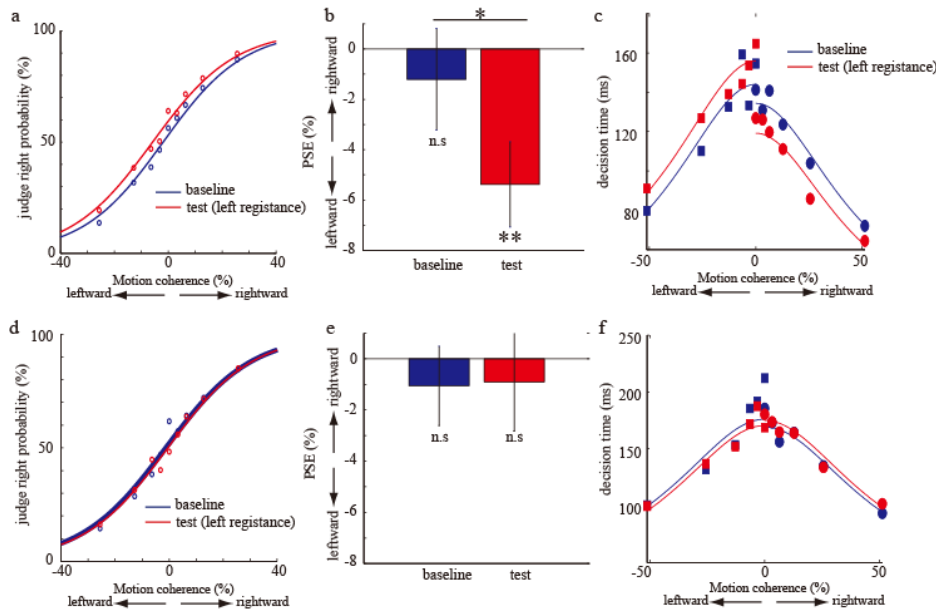 a
100
50
0
judge right probability (%)
baseline
test (left registance)
-40
-20
0
20
40
Motion coherence (%)
leftward
rightward
b
*
0
-2
-4
-6
-8
PSE (%)
rightward
leftward
n.s
**
baseline
test
c
160
120
80
decision time (ms)
baseline
test (left registance)
-50
0
50
Motion coherence (%)
leftward
rightward
d
100
50
0
judge right probability (%)
baseline
test (left registance)
-40
-20
0
20
40
Motion coherence (%)
leftward
rightward
e
0
-2
-4
-6
-8
PSE (%)
rightward
leftward
n.s
n.s
baseline
test
f
250
200
150
100
decision time (ms)
-50
0
50
Motion coherence (%)
leftward
rightward